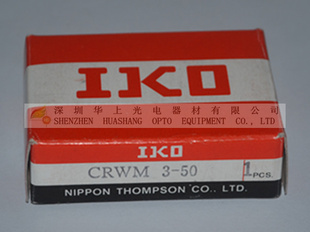 IKO
深圳华上光电器材有限公司
SHENZHEN HUASHANG OPTO EQUIPMENT CO., LTD.
IKO
CRWM 3-50 1 PCS.
NIPPON THOMPSON CO., LTD.